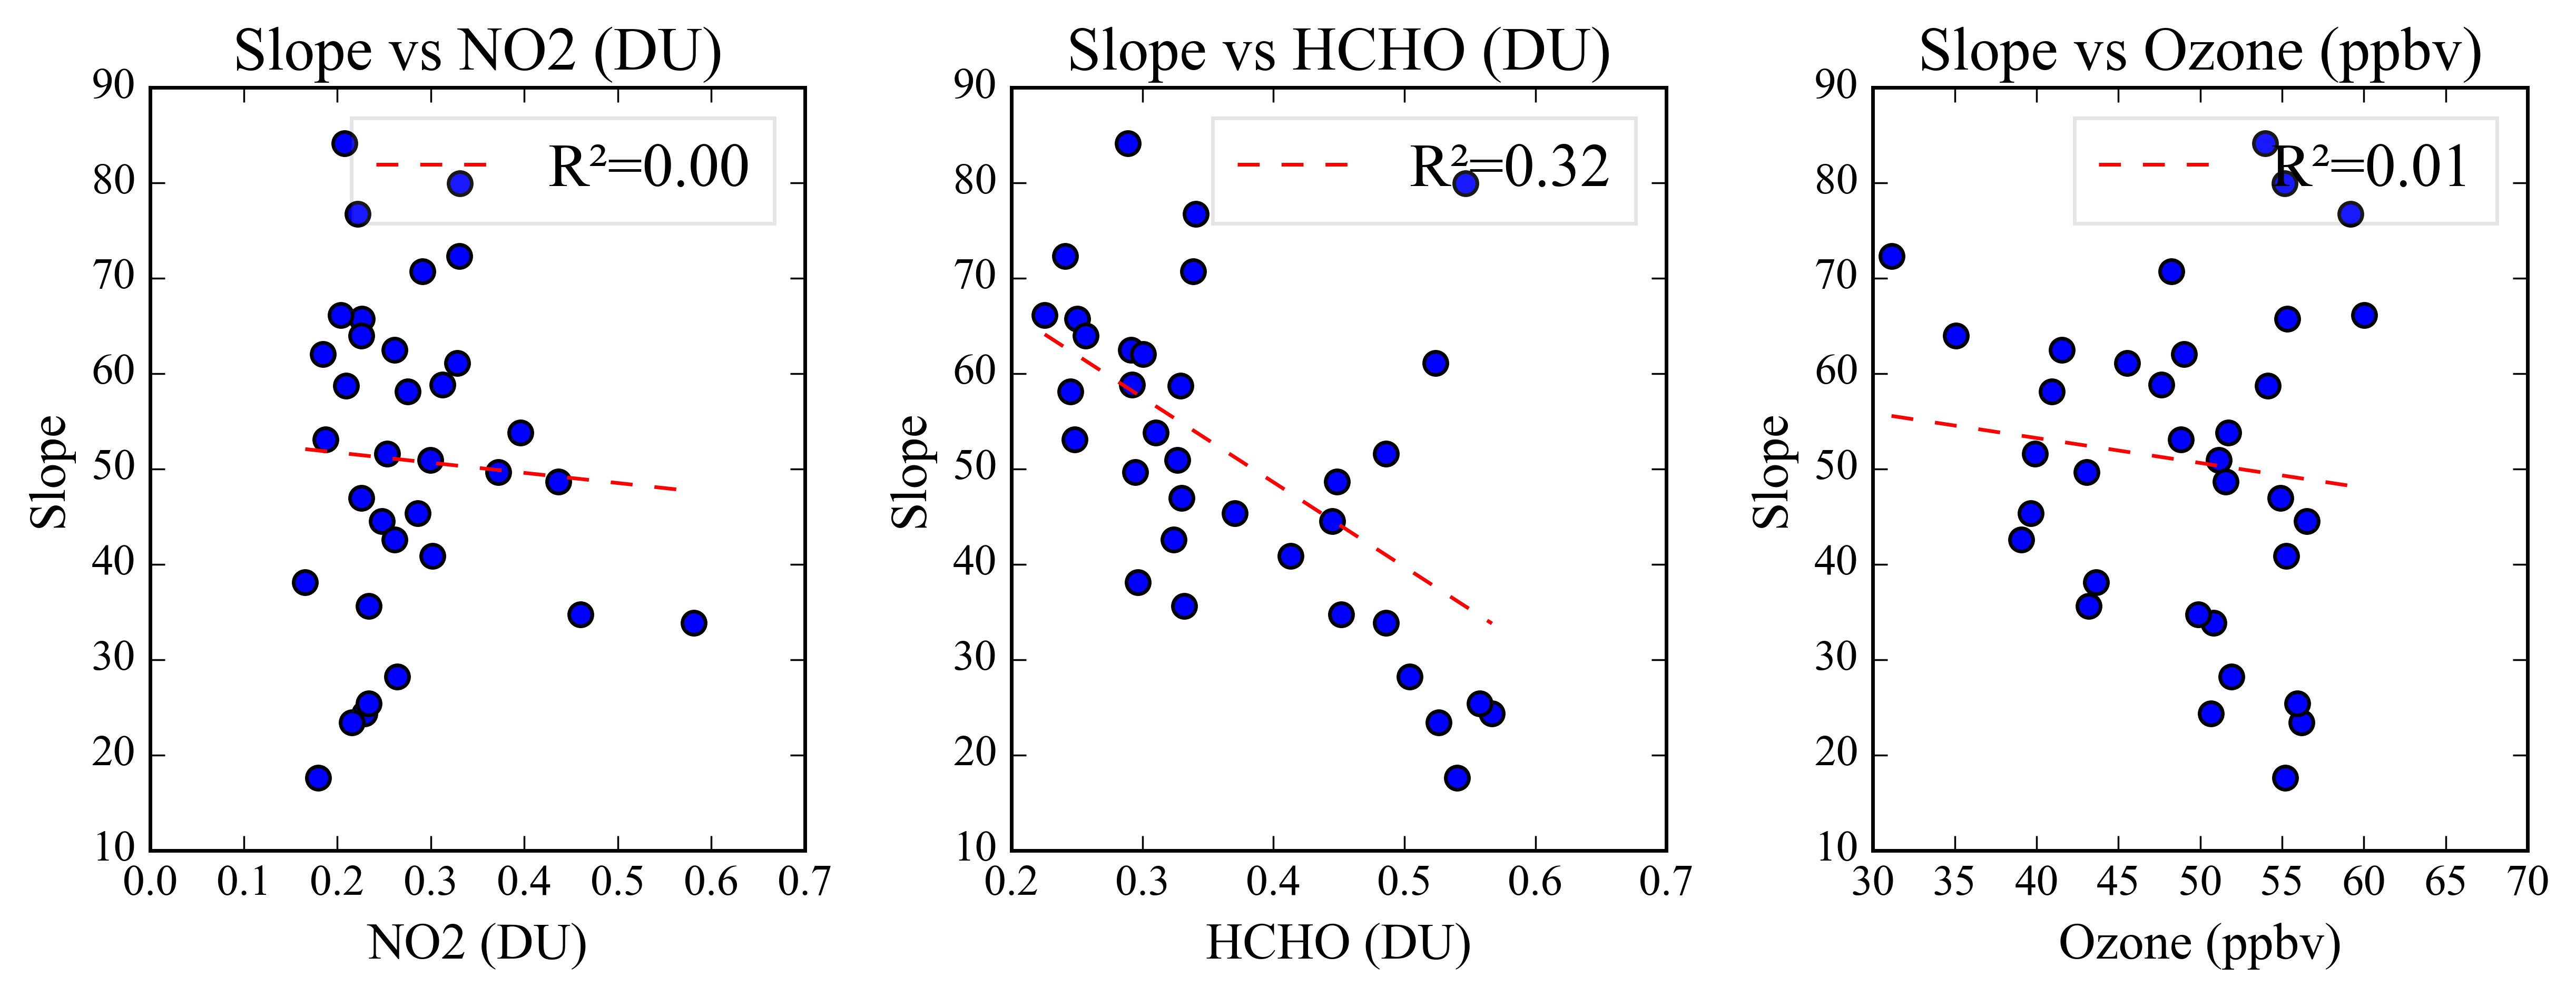 Slope vs NO2 (DU)
R²=0.00
90
80
70
60
50
40
30
20
10
Slope
0.0 0.1 0.2 0.3 0.4 0.5 0.6 0.7
NO2 (DU)
Slope vs HCHO (DU)
R²=0.32
90
80
70
60
50
40
30
20
10
Slope
0.2 0.3 0.4 0.5 0.6 0.7
HCHO (DU)
Slope vs Ozone (ppbv)
R²=0.01
90
80
70
60
50
40
30
20
10
Slope
30 35 40 45 50 55 60 65 70
Ozone (ppbv)